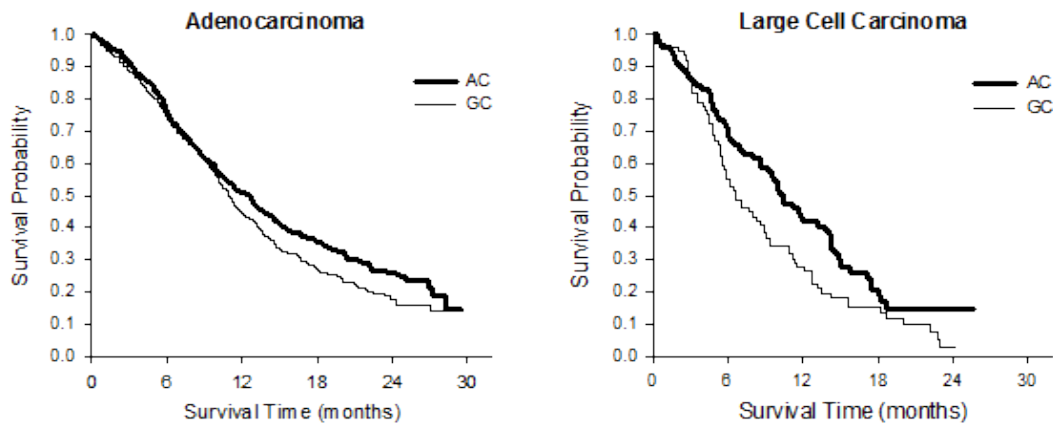 Adenocarcinoma
1.0
0.9
0.8
0.7
0.6
0.5
0.4
0.3
0.2
0.1
0.0
Survival Probability
AC
GC
0 6 12 18 24 30
Survival Time (months)
Large Cell Carcinoma
1.0
0.9
0.8
0.7
0.6
0.5
0.4
0.3
0.2
0.1
0.0
Survival Probability
AC
GC
0 6 12 18 24 30
Survival Time (months)